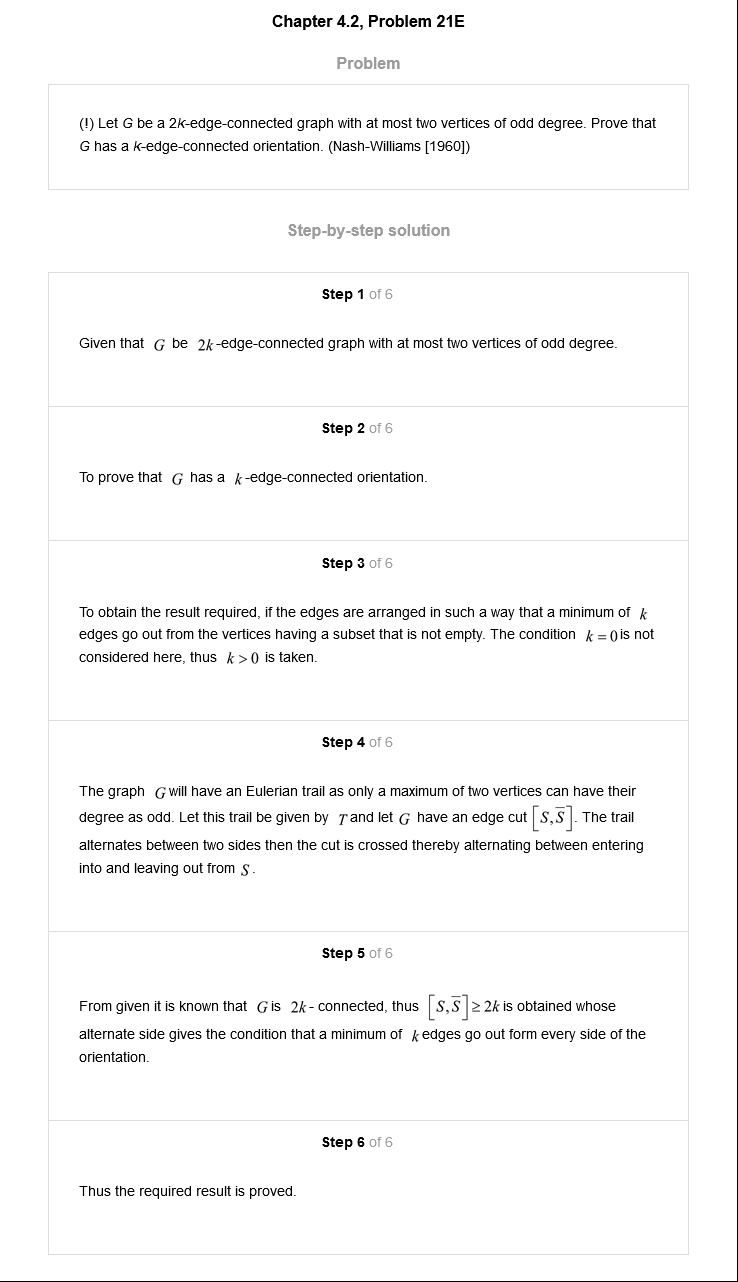 Chapter 4.2, Problem 21E
Problem
(!) Let G be a 2k-edge-connected graph with at most two vertices of odd degree. Prove that
G has a k-edge-connected orientation. (Nash-Williams [1960])
Step-by-step solution
Step 1 of 6
Given that G be 2k-edge-connected graph with at most two vertices of odd degree.
Step 2 of 6
To prove that G has a k-edge-connected orientation.
Step 3 of 6
To obtain the result required, if the edges are arranged in such a way that a minimum of k
edges go out from the vertices having a subset that is not empty. The condition k = 0 is not
considered here, thus k > 0 is taken.
Step 4 of 6
The graph G will have an Eulerian trail as only a maximum of two vertices can have their
degree as odd. Let this trail be given by T and let G have an edge cut [S, S̅]. The trail
alternates between two sides then the cut is crossed thereby alternating between entering
into and leaving out from S.
Step 5 of 6
From given it is known that G is 2k- connected, thus [S, S̅] ≥ 2k is obtained whose
alternate side gives the condition that a minimum of k edges go out form every side of the
orientation.
Step 6 of 6
Thus the required result is proved.